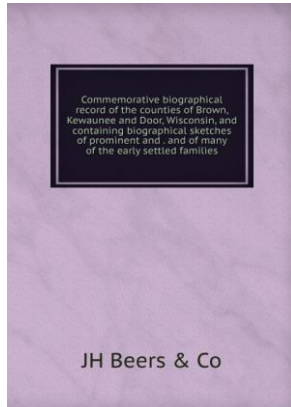 Commemorative biographical
record of the counties of Brown,
Kewaunee and Door, Wisconsin, and
containing biographical sketches
of prominent and . and of many
of the early settled families
JH Beers & Co